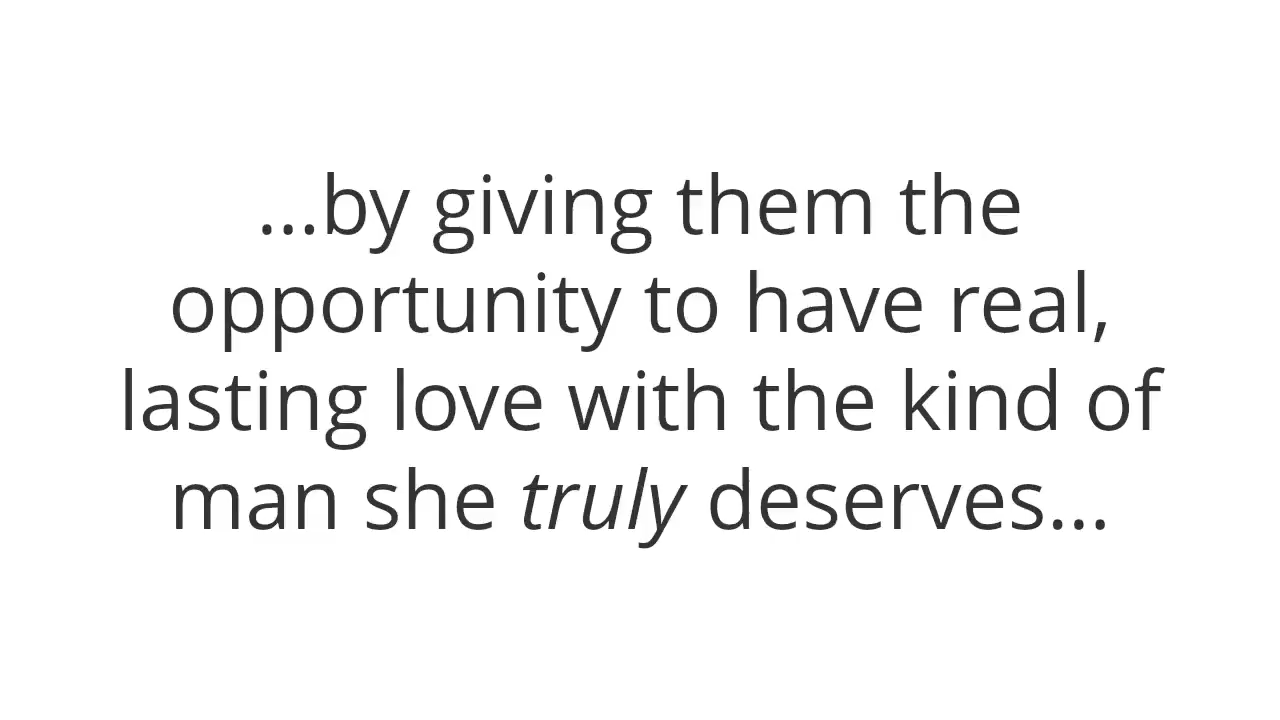 ...by giving them the
opportunity to have real,
lasting love with the kind of
man she truly deserves...